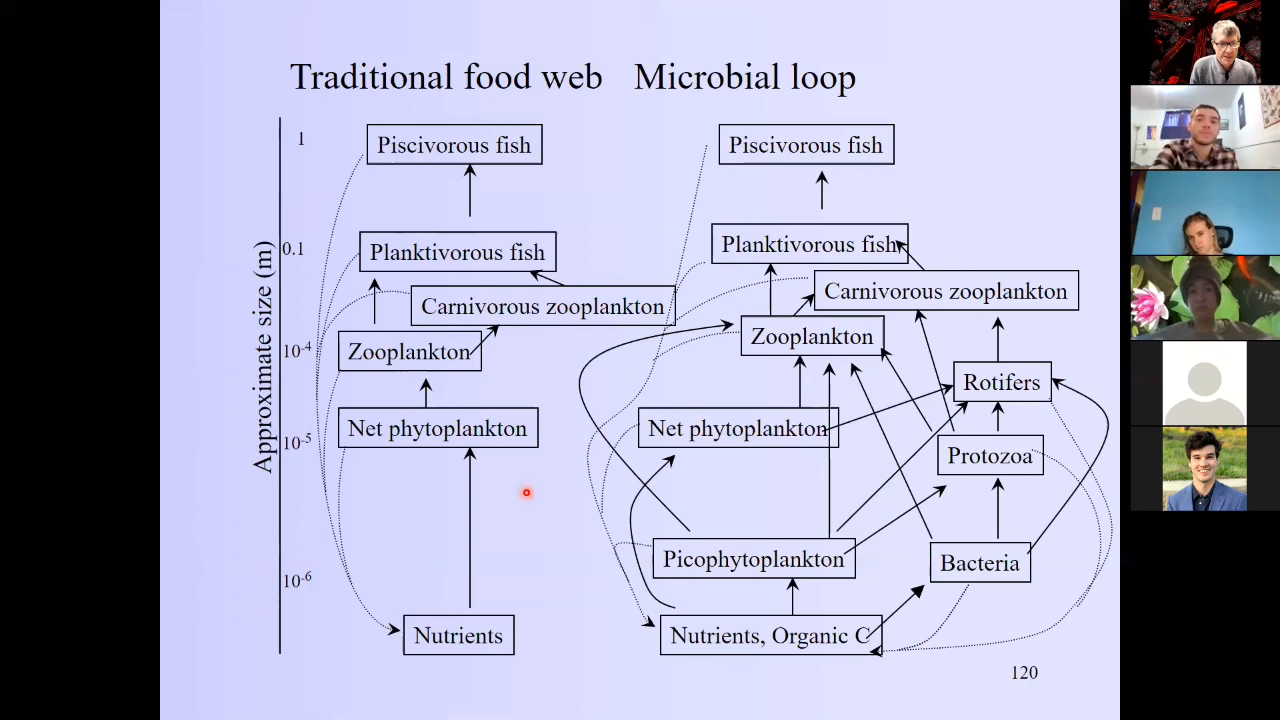 Traditional food web Microbial loop
Approximate size (m)
1
0.1
10-4
10-5
10-6
Piscivorous fish
Planktivorous fish
Carnivorous zooplankton
Zooplankton
Net phytoplankton
Nutrients
Piscivorous fish
Planktivorous fish
Carnivorous zooplankton
Zooplankton
Rotifers
Net phytoplankton
Protozoa
Picophytoplankton
Bacteria
Nutrients, Organic C
120